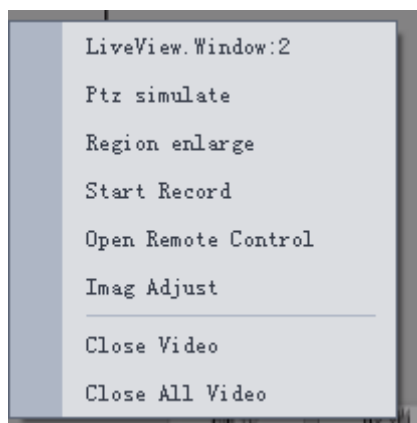 LiveView.Window:2
Ptz simulate
Region enlarge
Start Record
Open Remote Control
Imag Adjust
Close Video
Close All Video